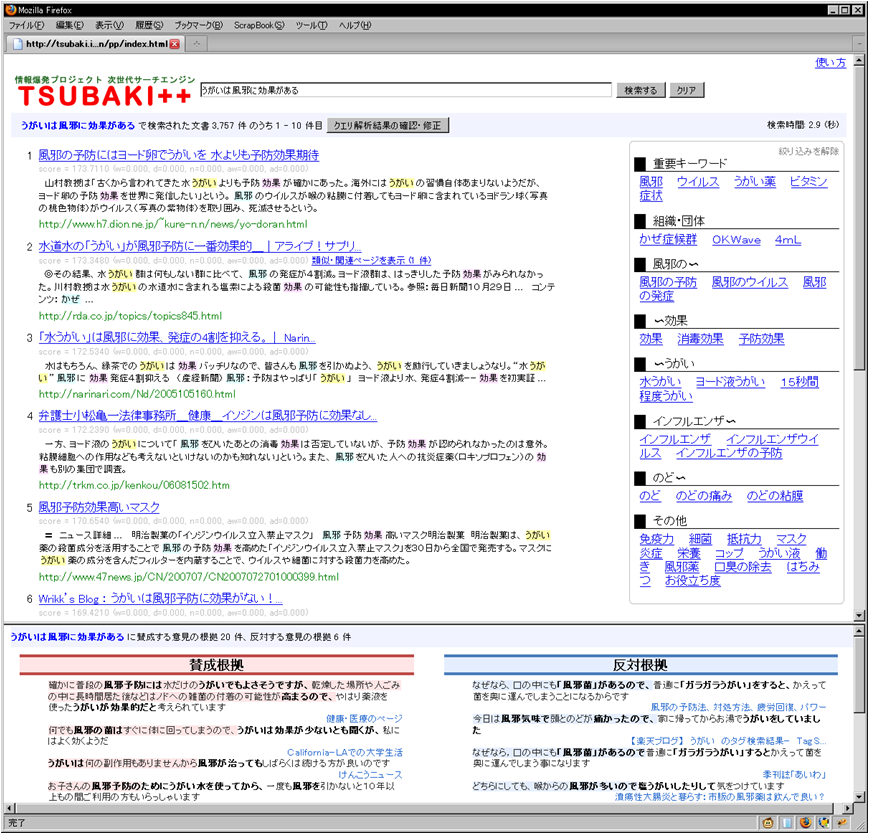 Mozilla Firefox
ファイル(F) 編集(E) 表示(V) 履歴(S) ブックマーク(B) ScrapBook(S) ツール(T) ヘルプ(H)
http://tsubaki.i...n/pp/index.html
使い方
情報爆発プロジェクト 次世代サーチエンジン
TSUBAKI++
うがいは風邪に効果がある 検索する クリア
うがいは風邪に効果がある で検索された文書 3,757 件 のうち 1 - 10 件目 クエリ解析結果の確認・修正 検索時間: 2.9 (秒)
1 風邪の予防にはヨード卵でうがいを 水よりも予防効果期待
score = 173.7110 (w=0.000, d=0.000, n=0.000, aw=0.000, ad=0.000)
山村教授は「古くから言われてきた水うがいよりも予防 効果 が確かにあった。海外にはうがいの習慣自体あまりないようだが、
ヨード卵の予防 効果を世界に発信したい」という。 風邪のウイルスが喉の粘膜に付着してもヨード卵に含まれているヨドラン球(写真
の桃色物体)がウイルス(写真の紫物体)を取り囲み、死滅させるという。
http://www.h7.dion.ne.jp/~kure-n.n/news/yo-doran.html
2 水道水の「うがい」が風邪予防に一番効果的__ | アライブ！サプリ...
score = 173.3490 (w=0.000, d=0.000, n=0.000, aw=0.000, ad=0.000) 類似・関連ページを表示 (1 件)
◎その結果、水うがい 群は何もしない群に比べて、風邪 の発症が4割減。ヨード液群は、はっきりした予防 効果 がみられなかっ
た。川村教授は水うがいの水道水に含まれる塩素による殺菌 効果 の可能性も指摘している。参照：毎日新聞10月29日 ... コンテ
ンツ: かぜ ...
http://rda.co.jp/topics/topics845.html
3 「水うがい」は風邪に効果、発症の4割を抑える。 | Narin...
score = 172.5340 (w=0.000, d=0.000, n=0.000, aw=0.000, ad=0.000)
水はもちろん、緑茶での うがいは 効果 バッチリなので、皆さんも 風邪を引かぬよう、うがい を励行していきましょうなり。“水うが
い” 風邪 に 効果 発症4割抑える （産経新聞） 風邪：予防はやっぱり「 うがい 」 ヨード液より水、発症4割減−− 効果を初実証 ...
http://narinari.com/Nd/2005105160.html
4 弁護士小松亀一法律事務所__健康__イソジンは風邪予防に効果なし...
score = 172.2390 (w=0.000, d=0.000, n=0.000, aw=0.000, ad=0.000)
一方、ヨード液のうがいについて「 風邪 をひいたあとの消毒 効果は否定していないが、予防 効果 が認められなかったのは意外。
粘膜細胞への作用なども考えないといけないのかも知れない」という。また、風邪をひいた人への抗炎症薬(ロキソプロフェン)の 効
果も別の集団で調査。
http://trkm.co.jp/kenkou/06081502.htm
5 風邪予防効果高いマスク
score = 170.6540 (w=0.000, d=0.000, n=0.000, aw=0.000, ad=0.000)
＝ ニュース詳細 ... 明治製菓の「イソジンウイルス立入禁止マスク」 風邪 予防 効果 高いマスク明治製菓 明治製菓は、うがい
薬の殺菌成分を活用することで 風邪の予防 効果 を高めた「イソジンウイルス立入禁止マスク」を30日から全国で発売する。マスクに
うがい 薬の成分を含んだフィルターを内蔵することで、ウイルスや細菌に対する殺菌力を高めた。
http://www.47news.jp/CN/200707/CN2007072701000399.html
6 Wrikk's Blog：うがいは風邪予防に効果がない！...
score = 169.4210 (w=0.000, d=0.000, n=0.000, aw=0.000, ad=0.000)
絞り込みを解除
重要キーワード
風邪 ウイルス うがい薬 ビタミン
症状
組織・団体
かぜ症候群 OKWave 4mL
風邪の〜
風邪の予防 風邪のウイルス 風邪
の発症
〜効果
効果 消毒効果 予防効果
〜うがい
水うがい ヨード液うがい 15秒間
程度うがい
インフルエンザ〜
インフルエンザ インフルエンザウイ
ルス インフルエンザの予防
のど〜
のど のどの痛み のどの粘膜
その他
免疫力 細菌 抵抗力 マスク
炎症 栄養 コップ うがい液 働
き 風邪薬 口臭の除去 はちみ
つ お役立ち度
うがいは風邪に効果がある に賛成する意見の根拠 20 件、反対する意見の根拠 6 件
賛成根拠
確かに普段の風邪予防には水だけのうがいでもよさそうですが、乾燥した場所や人ごみ
の中に長時間居た後などはノドへの雑菌の付着の可能性が高まるので、やはり薬液を
使ったうがいが効果的だと考えられています
健康・医療のページ
何でも風邪の菌はすぐに体に回ってしまうので、うがいは効果が少ないとも聞くが、私に
はよく効くようだ
California-LAでの大学生活
うがいは何の副作用もありませんから風邪が治ってもしばらくは続ける方が良いのです
けんこうニュース
お子さんの風邪予防のためにうがい水を使ってから、一度も風邪を引かないと10年以
上もの間ご利用の方もいらっしゃいます
反対根拠
なぜなら、口の中にも「風邪菌」があるので、普通に「ガラガラうがい」をすると、かえって
菌を奥に運んでしまうことになるからです
風邪の予防法、対処方法、疲労回復、パワー
今日は風邪気味で頭とのどが痛かったので、家に帰ってからお湯でうがいをしていまし
た
【楽天ブログ】 うがい のタグ検索結果- TagS...
なぜなら、口の中にも「風邪菌」があるので普通に「ガラガラうがい」するとかえって菌を
奥に運んでしまう事になります
季刊誌「あいわ」
どちらにしても、喉からの風邪が多いので塩うがいしたりして気をつけています
潰瘍性大腸炎と暮らす：市販の風邪薬は飲んで良い？
完了